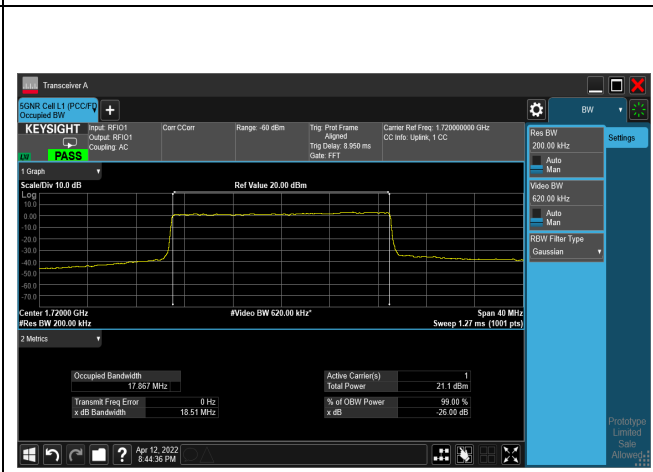 Transceiver A
5GNR Cell L1 (PCC/FD
Occupied BW
KEYSIGHT
LW
PASS
Input: RFIO1
Output: RFIO1
Coupling: AC
Corr CCorr
Range: -60 dBm
Trig: Prot Frame
Aligned
Trig Delay: 8.950 ms
Gate: FFT
Carrier Ref Freq: 1.720000000 GHz
CC Info: Uplink, 1 CC
BW
Res BW
200.00 kHz
Auto
Man
Video BW
620.00 kHz
Auto
Man
RBW Filter Type
Gaussian
Settings
1 Graph
Scale/Div 10.0 dB
Ref Value 20.00 dBm
Log
10.0
0.00
-10.0
-20.0
-30.0
-40.0
-50.0
-60.0
-70.0
Center 1.72000 GHz
#Video BW 620.00 kHz*
Span 40 MHz
#Res BW 200.00 kHz
Sweep 1.27 ms (1001 pts)
2 Metrics
Occupied Bandwidth
17.867 MHz
Transmit Freq Error 0 Hz
x dB Bandwidth 18.51 MHz
Active Carrier(s) 1
Total Power 21.1 dBm
% of OBW Power 99.00 %
x dB -26.00 dB
Prototype
Limited
Sale
Allowed
Apr 12, 2022
8:44:36 PM